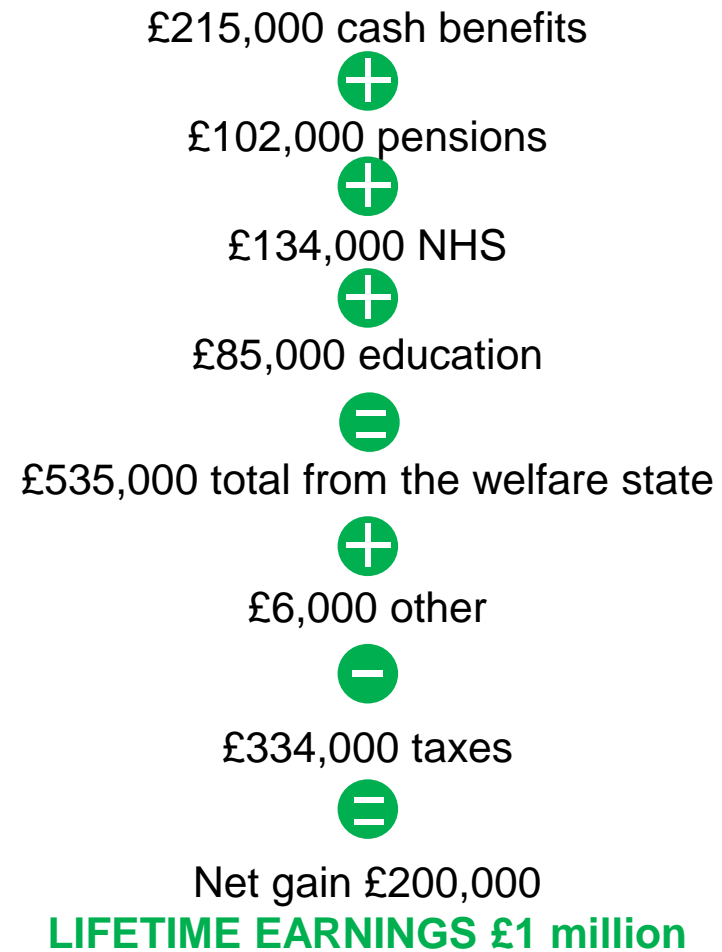 £215,000 cash benefits
+
£102,000 pensions
+
£134,000 NHS
+
£85,000 education
=
£535,000 total from the welfare state
+
£6,000 other
-
£334,000 taxes
=
Net gain £200,000
LIFETIME EARNINGS £1 million